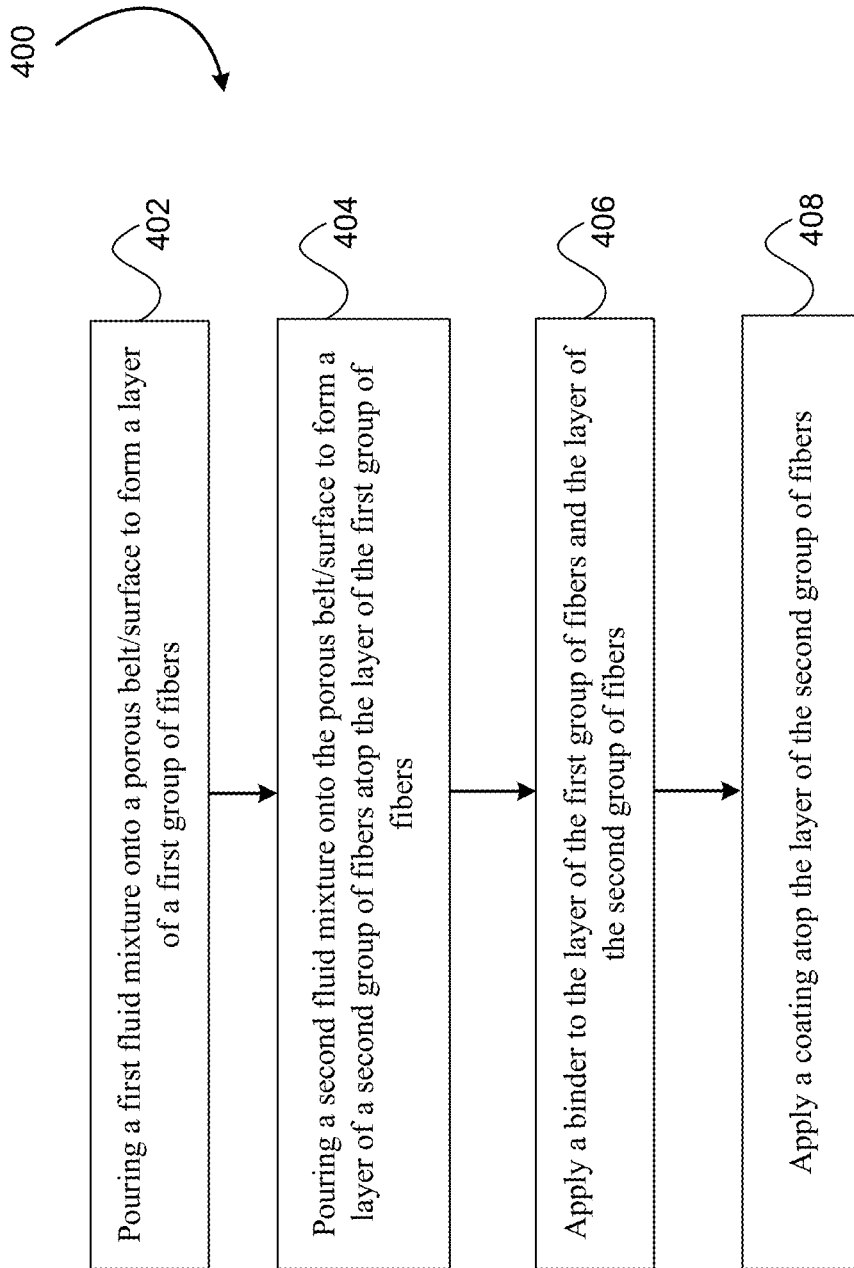 400
Pouring a first fluid mixture onto a porous belt/surface to form a layer
of a first group of fibers
402
Pouring a second fluid mixture onto the porous belt/surface to form a
layer of a second group of fibers atop the layer of the first group of
fibers
404
Apply a binder to the layer of the first group of fibers and the layer of
the second group of fibers
406
Apply a coating atop the layer of the second group of fibers
408